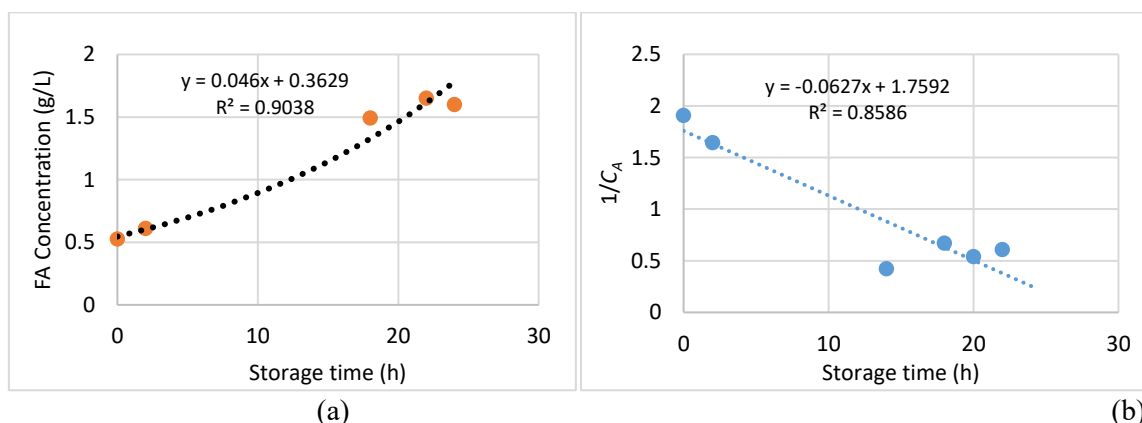 2
1.5
1
0.5
0
FA Concentration (g/L)
y = 0.046x + 0.3629
R² = 0.9038
0 10 20 30
Storage time (h)
(a)
2.5
2
1.5
1
0.5
0
1/C_A
y = -0.0627x + 1.7592
R² = 0.8586
0 10 20 30
Storage time (h)
(b)